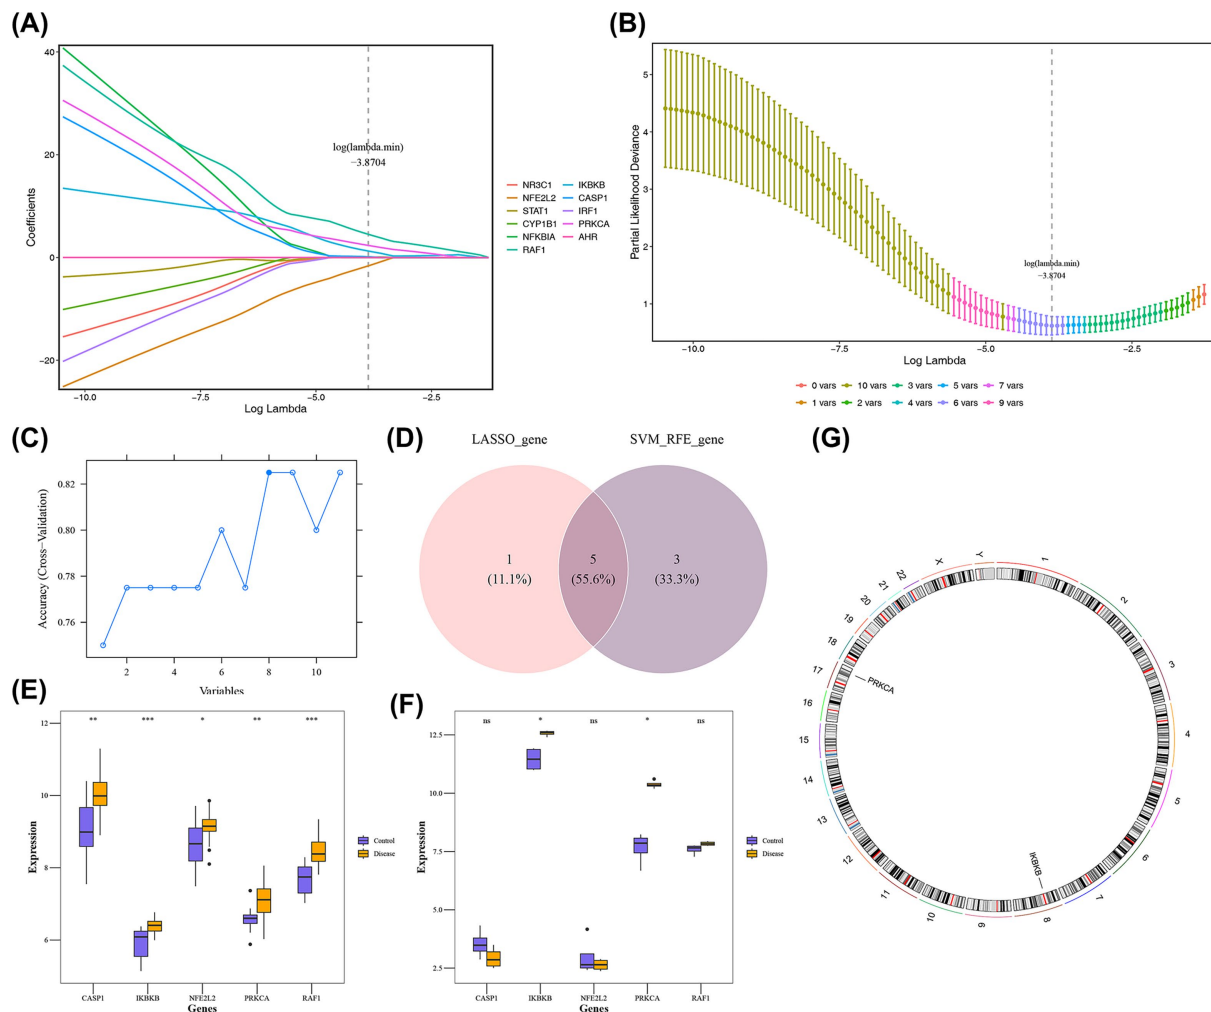 (A)
40
20
0
−20
Coefficients
log(lambda.min)
−3.8704
−10.0
−7.5
−5.0
−2.5
Log Lambda
NR3C1
NFE2L2
STAT1
CYP1B1
NFKBIA
RAF1
IKBKB
CASP1
IRF1
PRKCA
AHR
(B)
5
4
3
2
1
Partial Likelihood Deviance
log(lambda.min)
−3.8704
−10.0
−7.5
−5.0
−2.5
Log Lambda
0 vars
10 vars
3 vars
5 vars
7 vars
1 vars
2 vars
4 vars
6 vars
9 vars
(C)
0.82
0.80
0.78
0.76
Accuracy (Cross−Validation)
2
4
6
8
10
Variables
(D)
LASSO_gene
SVM_RFE_gene
1
(11.1%)
5
(55.6%)
3
(33.3%)
(E)
12
10
8
6
Expression
**
***
*
**
***
CASP1
IKBKB
NFE2L2
PRKCA
RAF1
Genes
Control
Disease
(F)
12.5
10.0
7.5
5.0
2.5
Expression
ns
*
ns
*
ns
CASP1
IKBKB
NFE2L2
PRKCA
RAF1
Genes
Control
Disease
(G)
1
2
3
4
5
6
7
8
9
10
11
12
13
14
15
16
17
18
19
20
21
22
X
Y
PRKCA
IKBKB